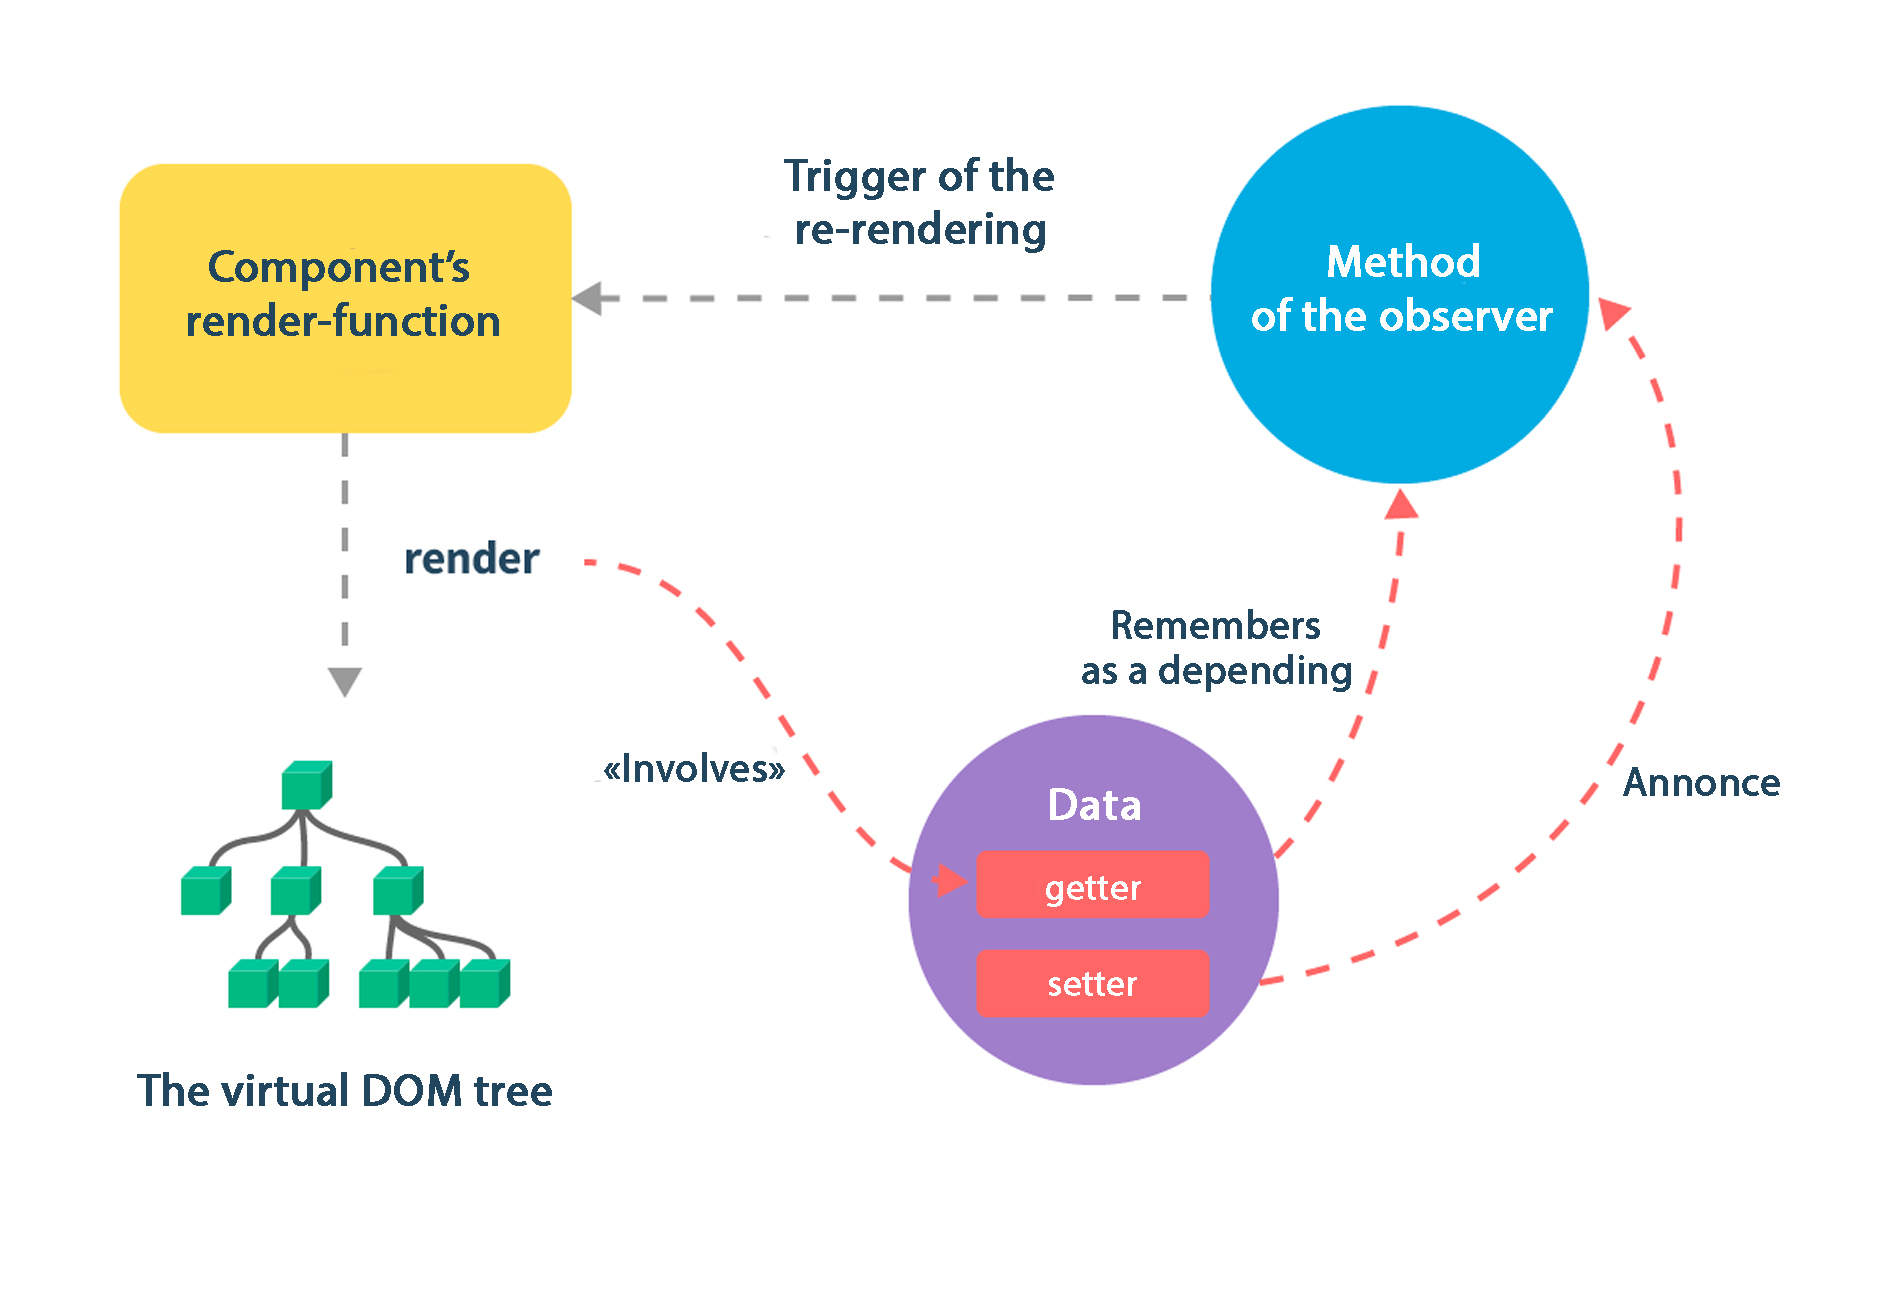 Trigger of the
re-rendering
Component’s
render-function
Method
of the observer
render
Remembers
as a depending
«Involves»
Annonce
Data
getter
setter
The virtual DOM tree